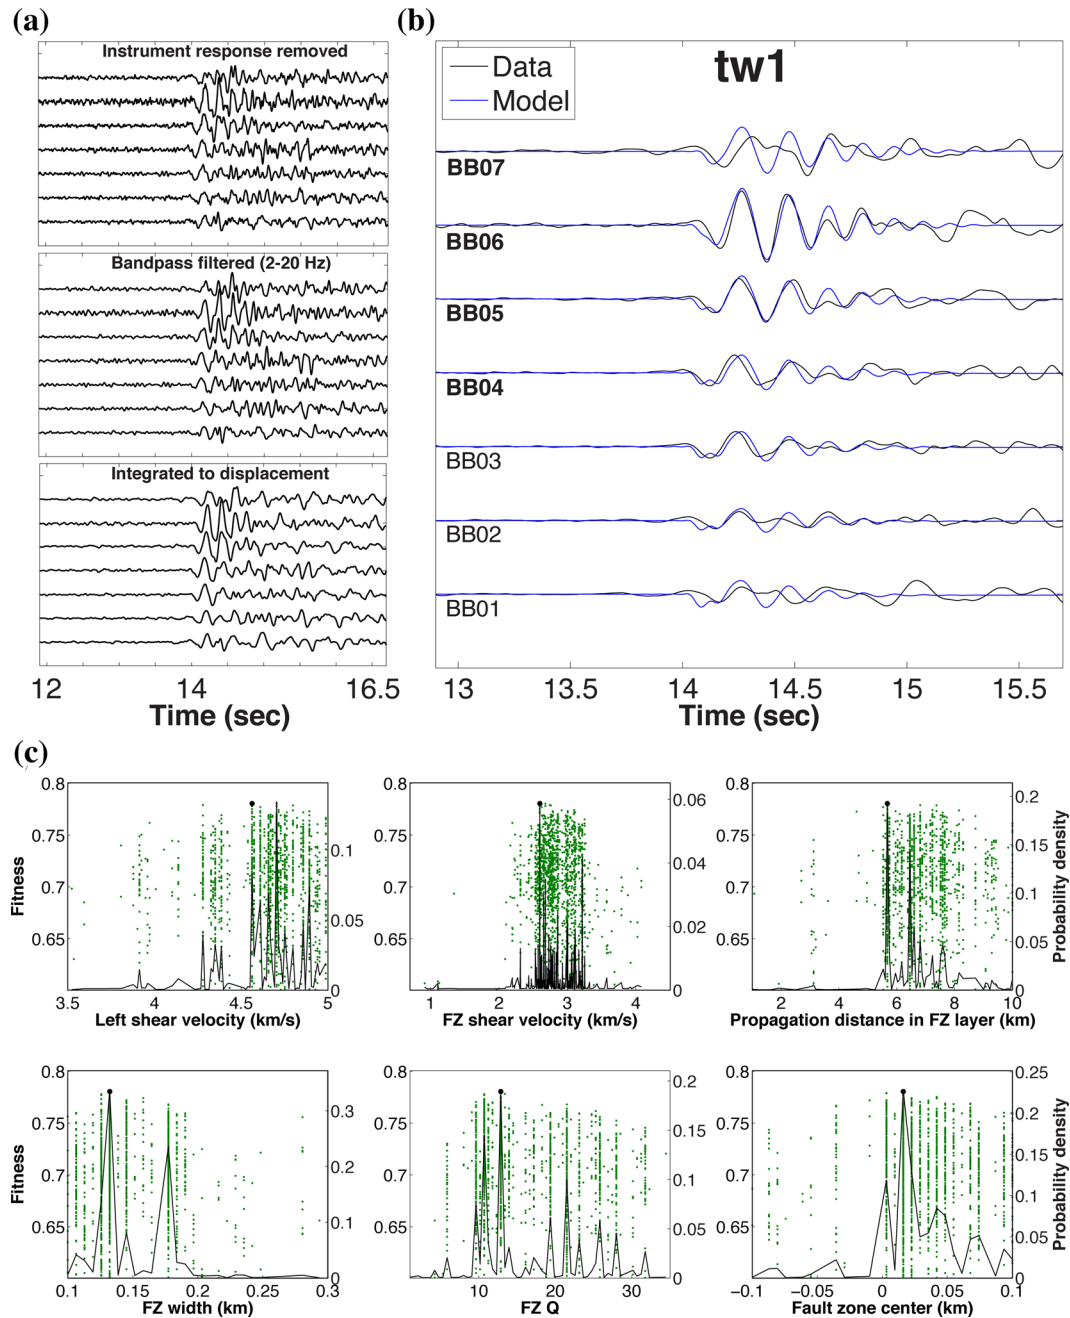 (a)
Instrument response removed
Bandpass filtered (2-20 Hz)
Integrated to displacement
12 14 16.5
Time (sec)
(b)
tw1
Data
Model
BB07
BB06
BB05
BB04
BB03
BB02
BB01
13 13.5 14 14.5 15 15.5
Time (sec)
(c)
Fitness
0.8
0.75
0.7
0.65
0.1
0.05
0
3.5 4 4.5 5
Left shear velocity (km/s)
0.8
0.75
0.7
0.65
0.06
0.04
0.02
0
1 2 3 4
FZ shear velocity (km/s)
0.8
0.75
0.7
0.65
0.2
0.15
0.1
0.05
0
Probability density
2 4 6 8 10
Propagation distance in FZ layer (km)
Fitness
0.8
0.75
0.7
0.65
0.3
0.2
0.1
0
0.1 0.15 0.2 0.25 0.3
FZ width (km)
0.8
0.75
0.7
0.65
0.2
0.15
0.1
0.05
0
10 20 30
FZ Q
0.8
0.75
0.7
0.65
0.25
0.2
0.15
0.1
0.05
0
Probability density
−0.1 −0.05 0 0.05 0.1
Fault zone center (km)